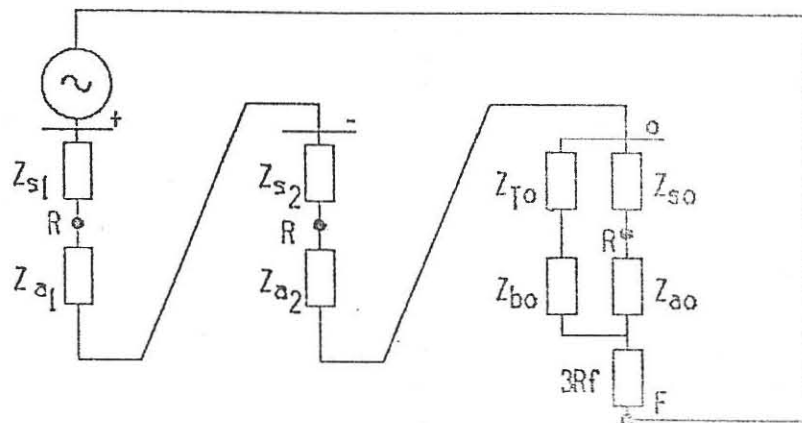 ~
+
-
o
Zs1
Zs2
ZTo
Zso
R
R
R
Za1
Za2
Zbo
Zao
3Rf
F